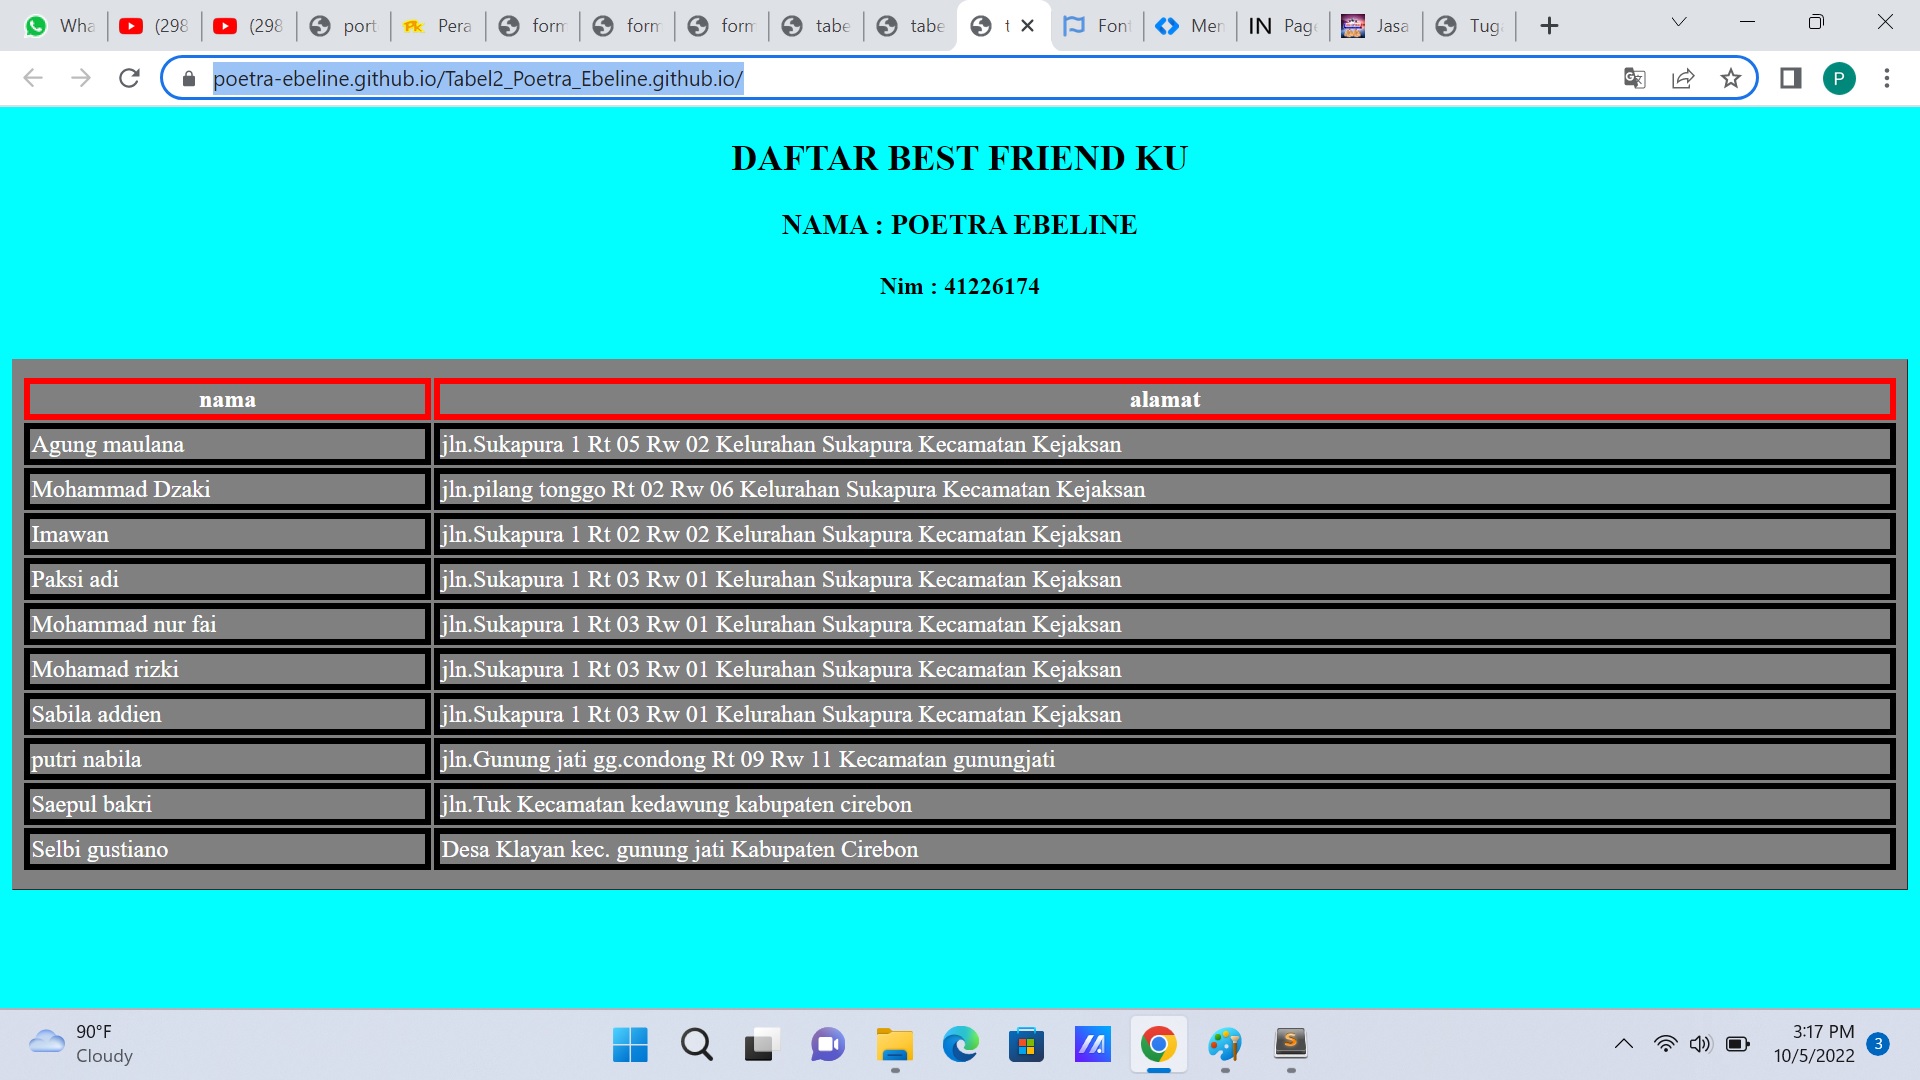 Wha (298 (298 port Pk Pera form form form tabe tabe t Font Men IN Page Jasa Tug
poetra-ebeline.github.io/Tabel2_Poetra_Ebeline.github.io/ P
DAFTAR BEST FRIEND KU
NAMA : POETRA EBELINE
Nim : 41226174
nama alamat
Agung maulana jln.Sukapura 1 Rt 05 Rw 02 Kelurahan Sukapura Kecamatan Kejaksan
Mohammad Dzaki jln.pilang tonggo Rt 02 Rw 06 Kelurahan Sukapura Kecamatan Kejaksan
Imawan jln.Sukapura 1 Rt 02 Rw 02 Kelurahan Sukapura Kecamatan Kejaksan
Paksi adi jln.Sukapura 1 Rt 03 Rw 01 Kelurahan Sukapura Kecamatan Kejaksan
Mohammad nur fai jln.Sukapura 1 Rt 03 Rw 01 Kelurahan Sukapura Kecamatan Kejaksan
Mohamad rizki jln.Sukapura 1 Rt 03 Rw 01 Kelurahan Sukapura Kecamatan Kejaksan
Sabila addien jln.Sukapura 1 Rt 03 Rw 01 Kelurahan Sukapura Kecamatan Kejaksan
putri nabila jln.Gunung jati gg.condong Rt 09 Rw 11 Kecamatan gunungjati
Saepul bakri jln.Tuk Kecamatan kedawung kabupaten cirebon
Selbi gustiano Desa Klayan kec. gunung jati Kabupaten Cirebon
90°F 3:17 PM
Cloudy 10/5/2022 3